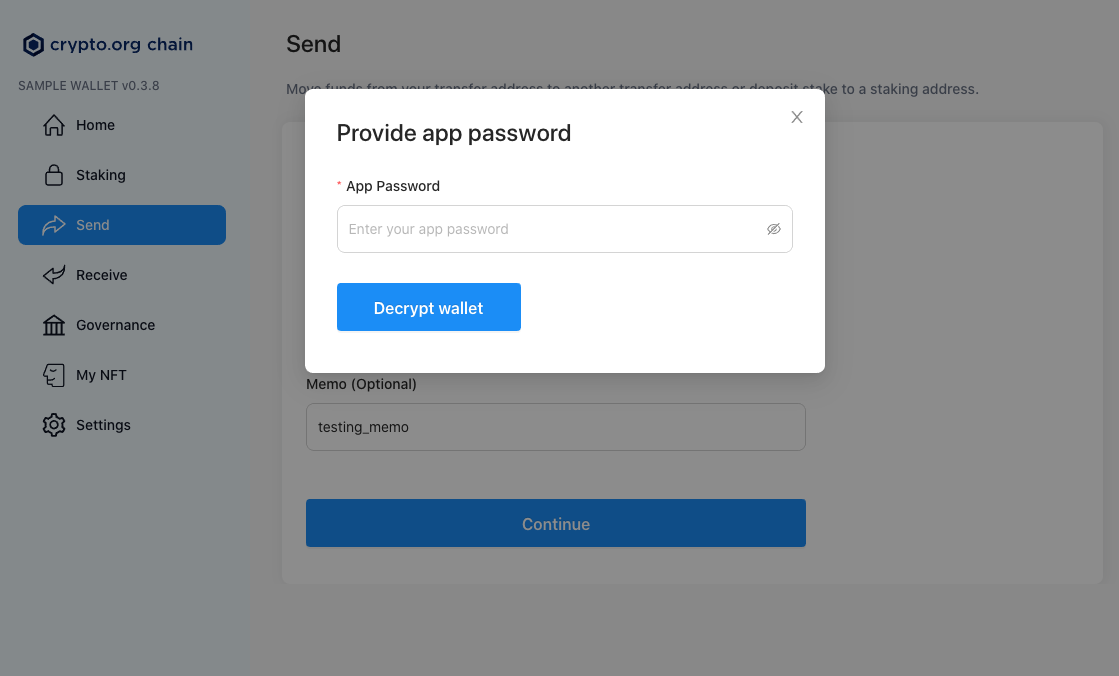 crypto.org chain
SAMPLE WALLET v0.3.8
Home
Staking
Send
Receive
Governance
My NFT
Settings
Send
Move funds from your transfer address to another transfer address or deposit stake to a staking address.
Provide app password
* App Password
Enter your app password
Decrypt wallet
Memo (Optional)
testing_memo
Continue